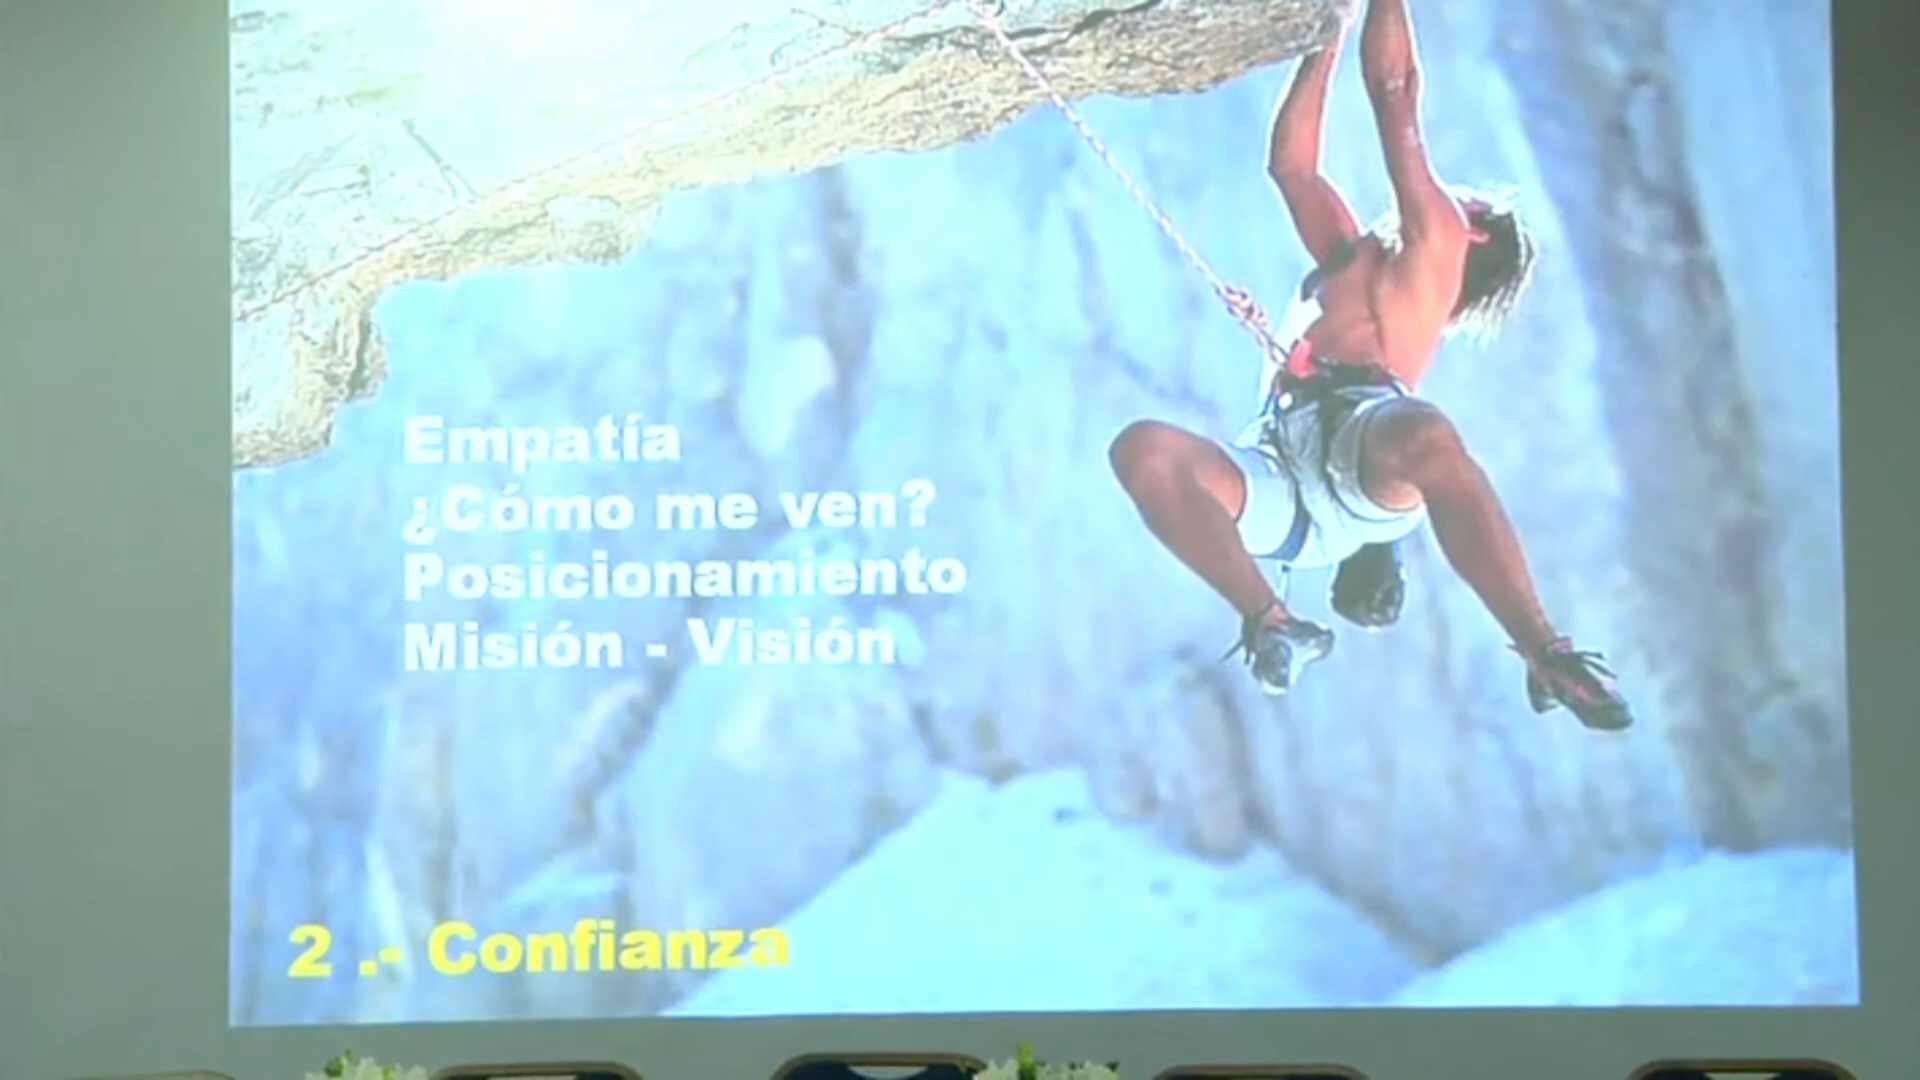 Empatía
¿Cómo me ven?
Posicionamiento
Misión - Visión
2 .- Confianza